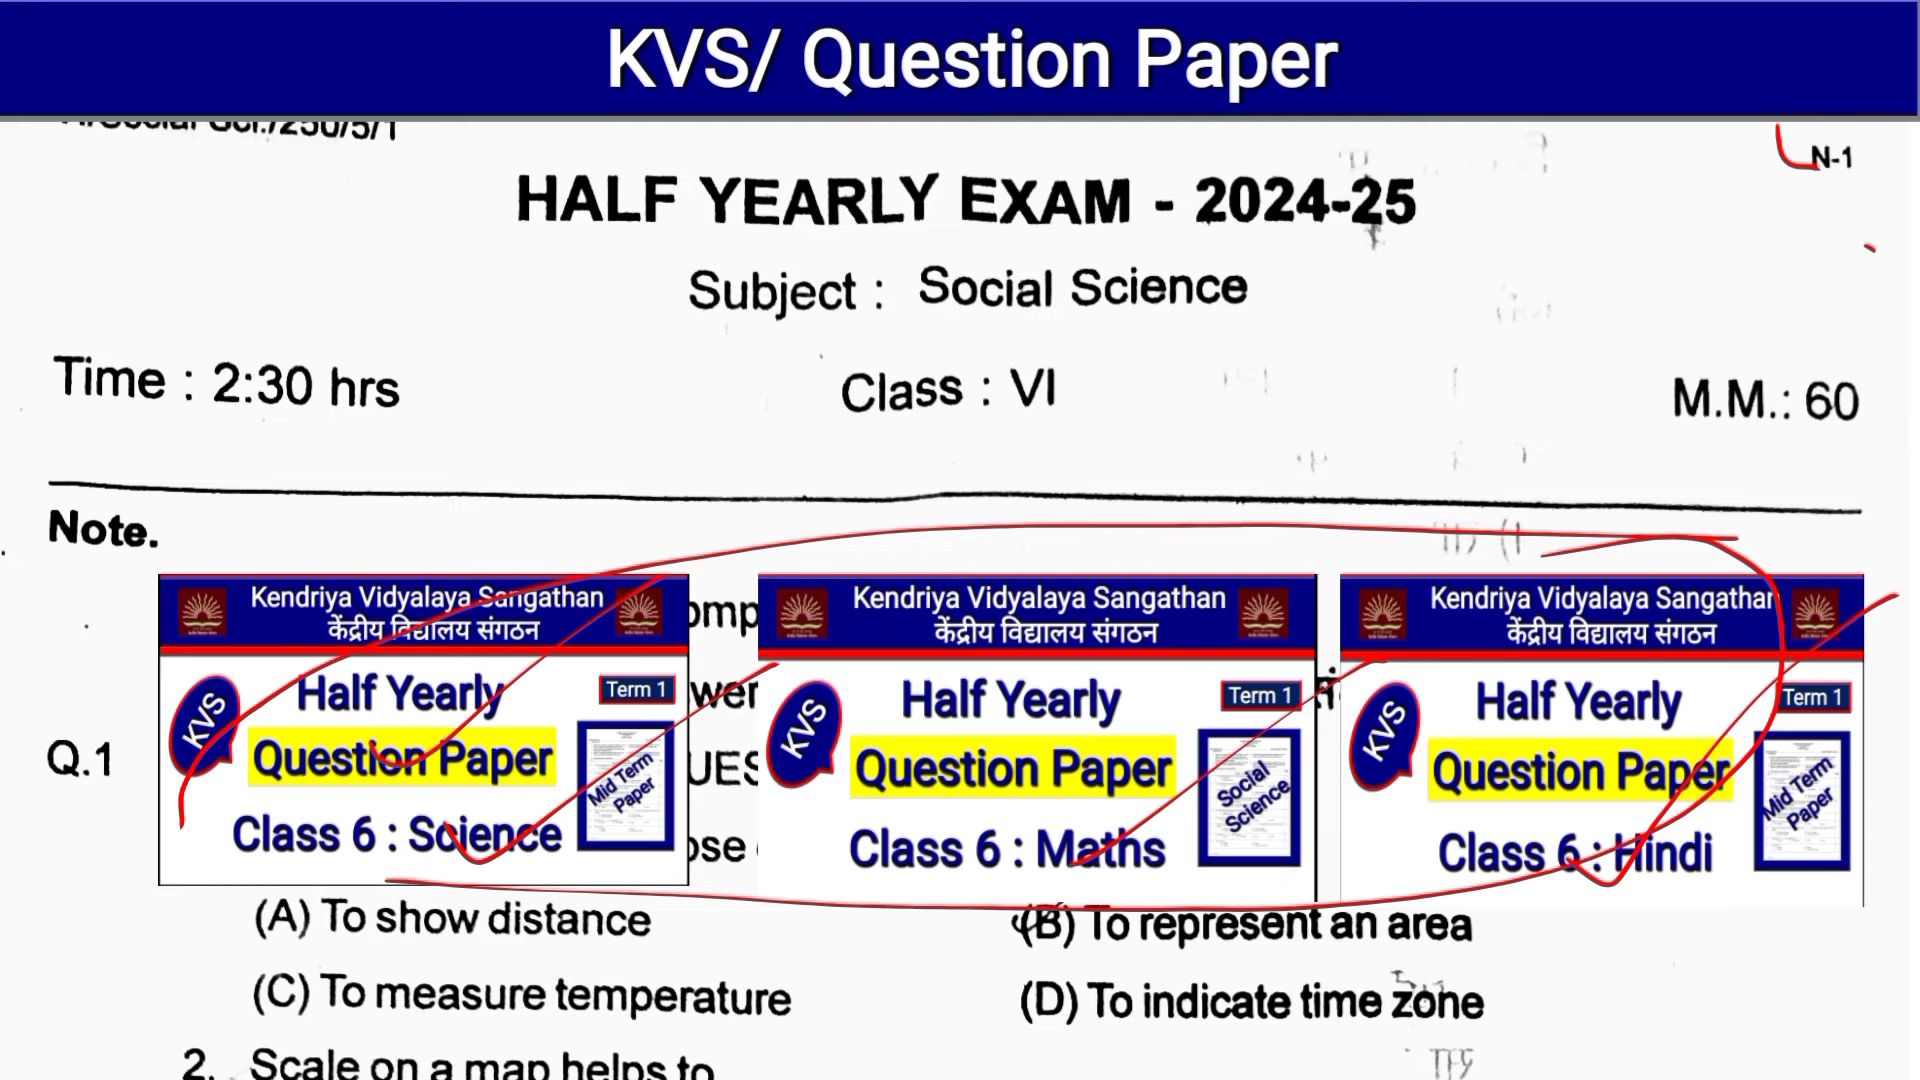 KVS/ Question Paper
N-1
HALF YEARLY EXAM - 2024-25
Subject : Social Science
Time : 2:30 hrs
Class : VI
M.M.: 60
Note.
Kendriya Vidyalaya Sangathan
केंद्रीय विद्यालय संगठन
KVS
Half Yearly
Term 1
Question Paper
Mid Term
Paper
Class 6 : Science
Kendriya Vidyalaya Sangathan
केंद्रीय विद्यालय संगठन
KVS
Half Yearly
Term 1
Question Paper
Social
Science
Class 6 : Maths
Kendriya Vidyalaya Sangathan
केंद्रीय विद्यालय संगठन
KVS
Half Yearly
Term 1
Question Paper
Mid Term
Paper
Class 6 : Hindi
Q.1
(A) To show distance
(B) To represent an area
(C) To measure temperature
(D) To indicate time zone
2. Scale on a map helps to